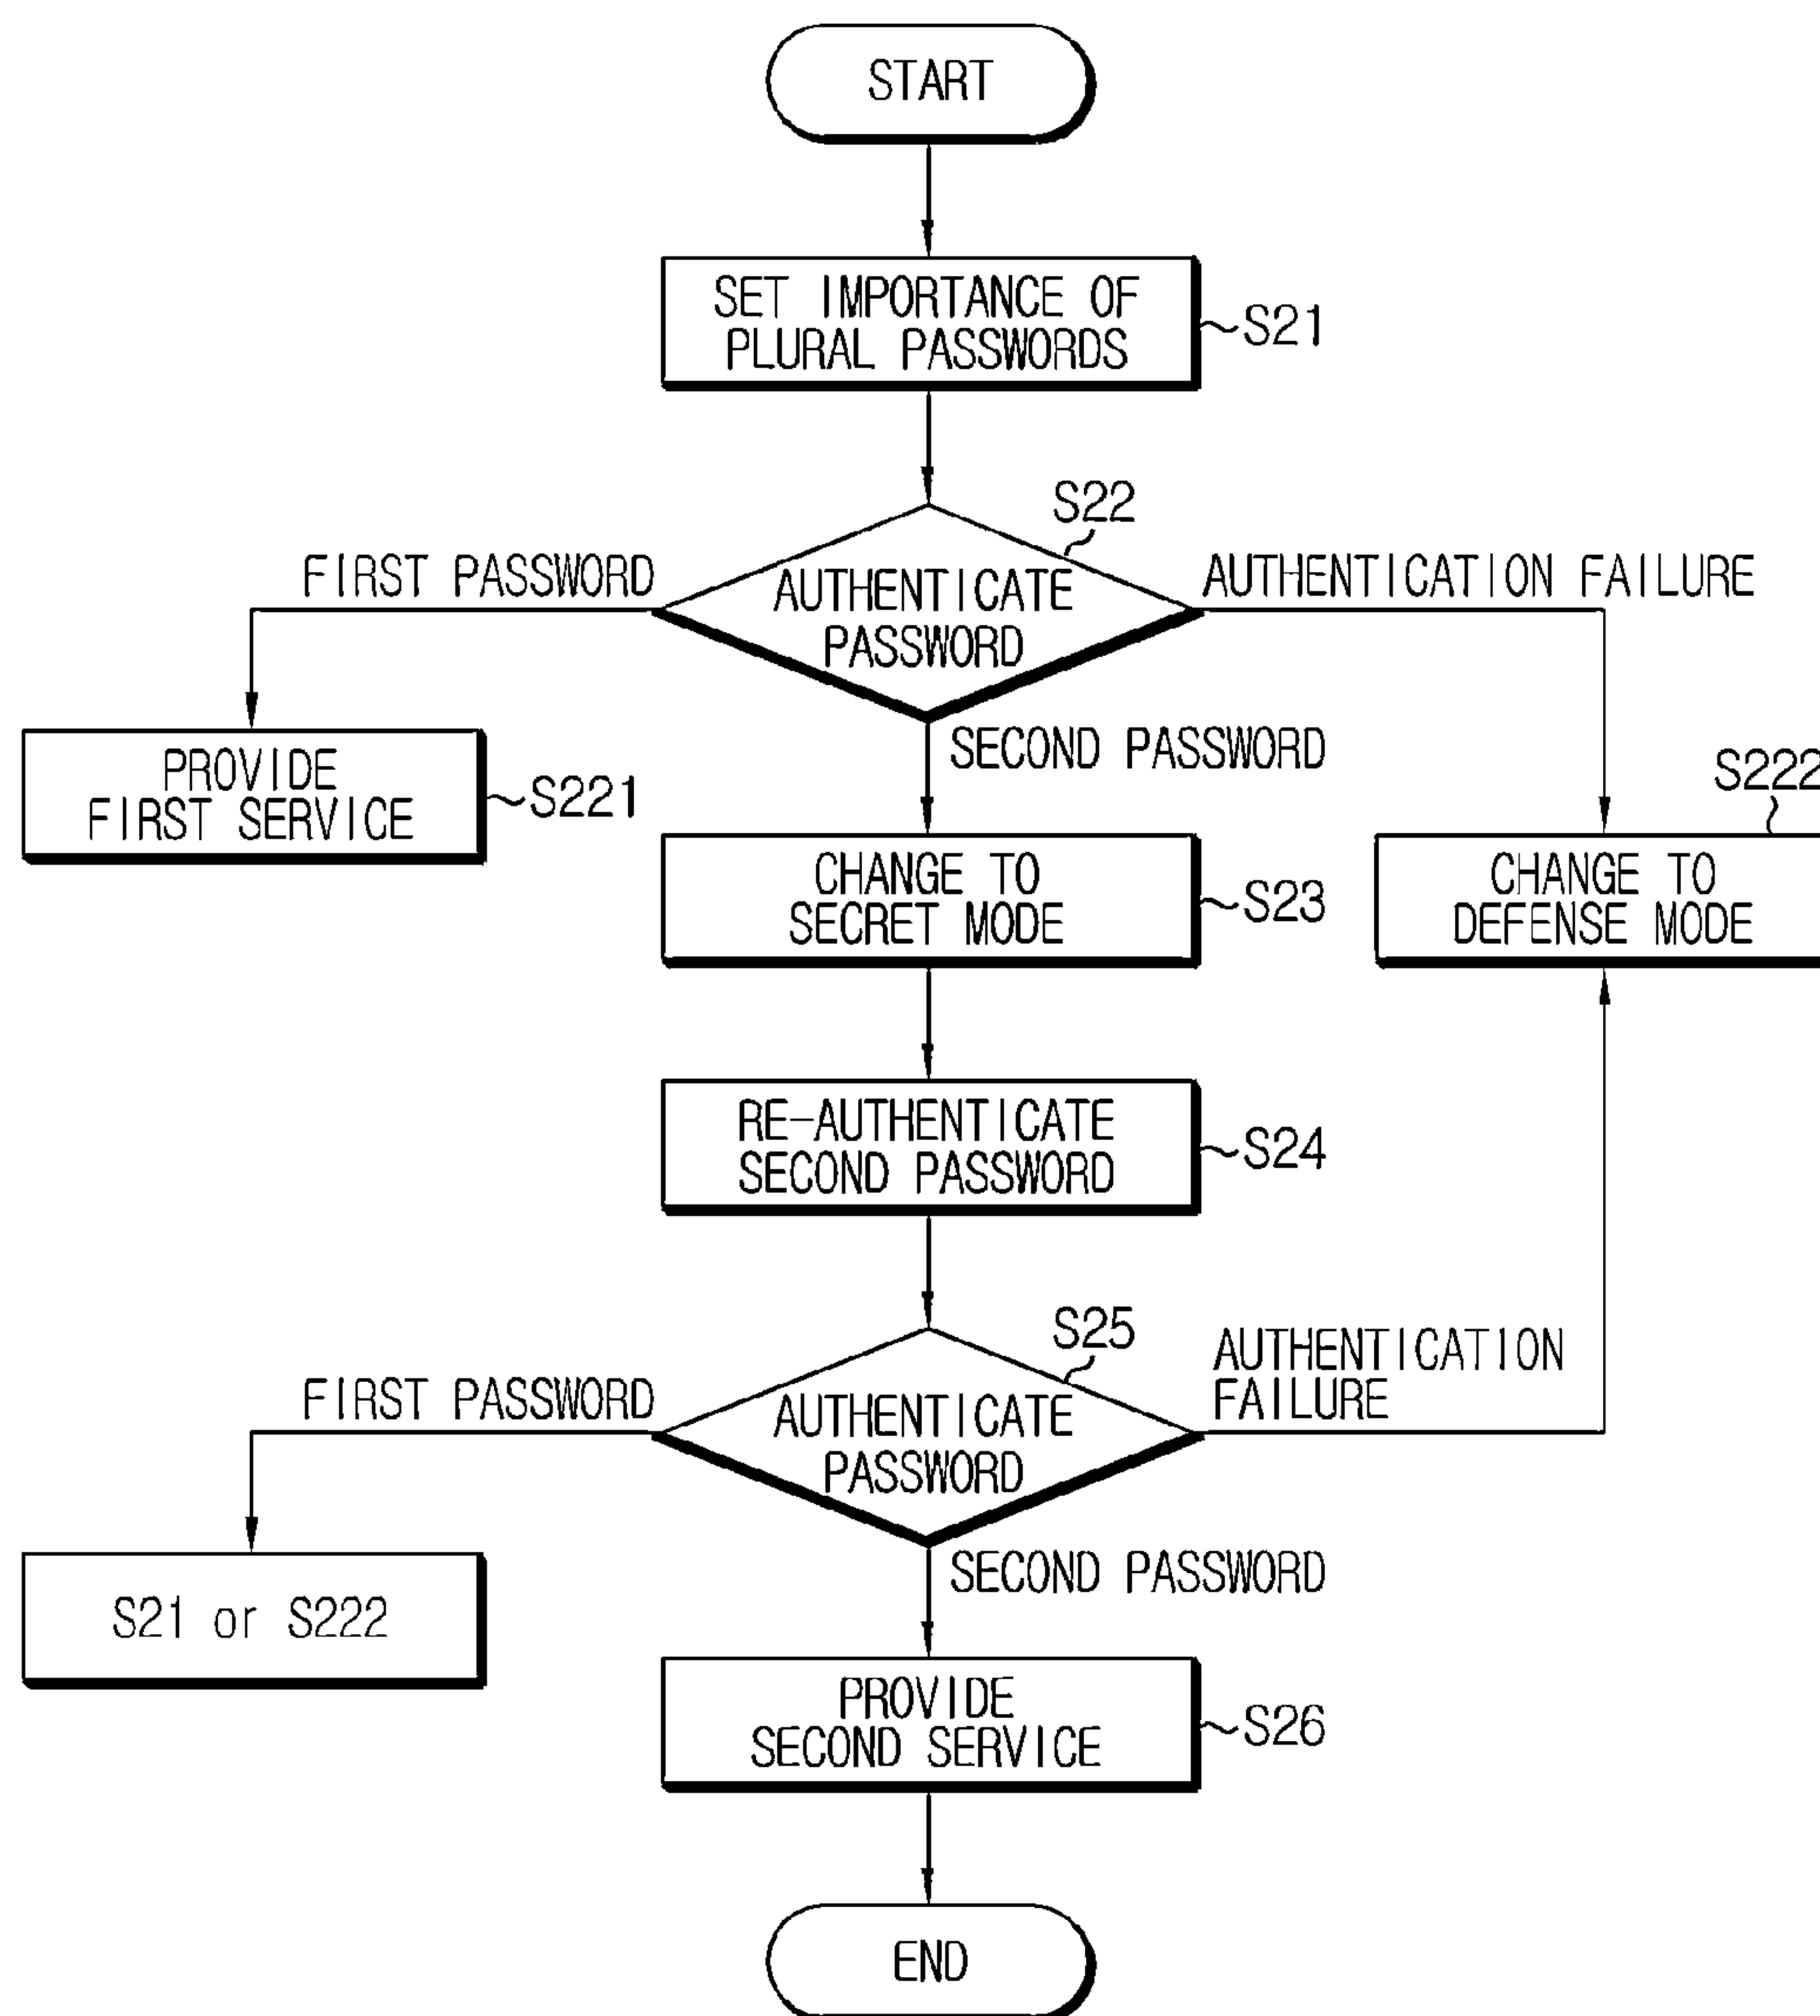 START
SET IMPORTANCE OF
PLURAL PASSWORDS
S21
S22
FIRST PASSWORD
AUTHENTICATE
PASSWORD
AUTHENTICATION FAILURE
SECOND PASSWORD
PROVIDE
FIRST SERVICE
S221
S222
CHANGE TO
SECRET MODE
S23
CHANGE TO
DEFENSE MODE
RE-AUTHENTICATE
SECOND PASSWORD
S24
S25
FIRST PASSWORD
AUTHENTICATE
PASSWORD
AUTHENTICATION
FAILURE
SECOND PASSWORD
S21 or S222
PROVIDE
SECOND SERVICE
S26
END